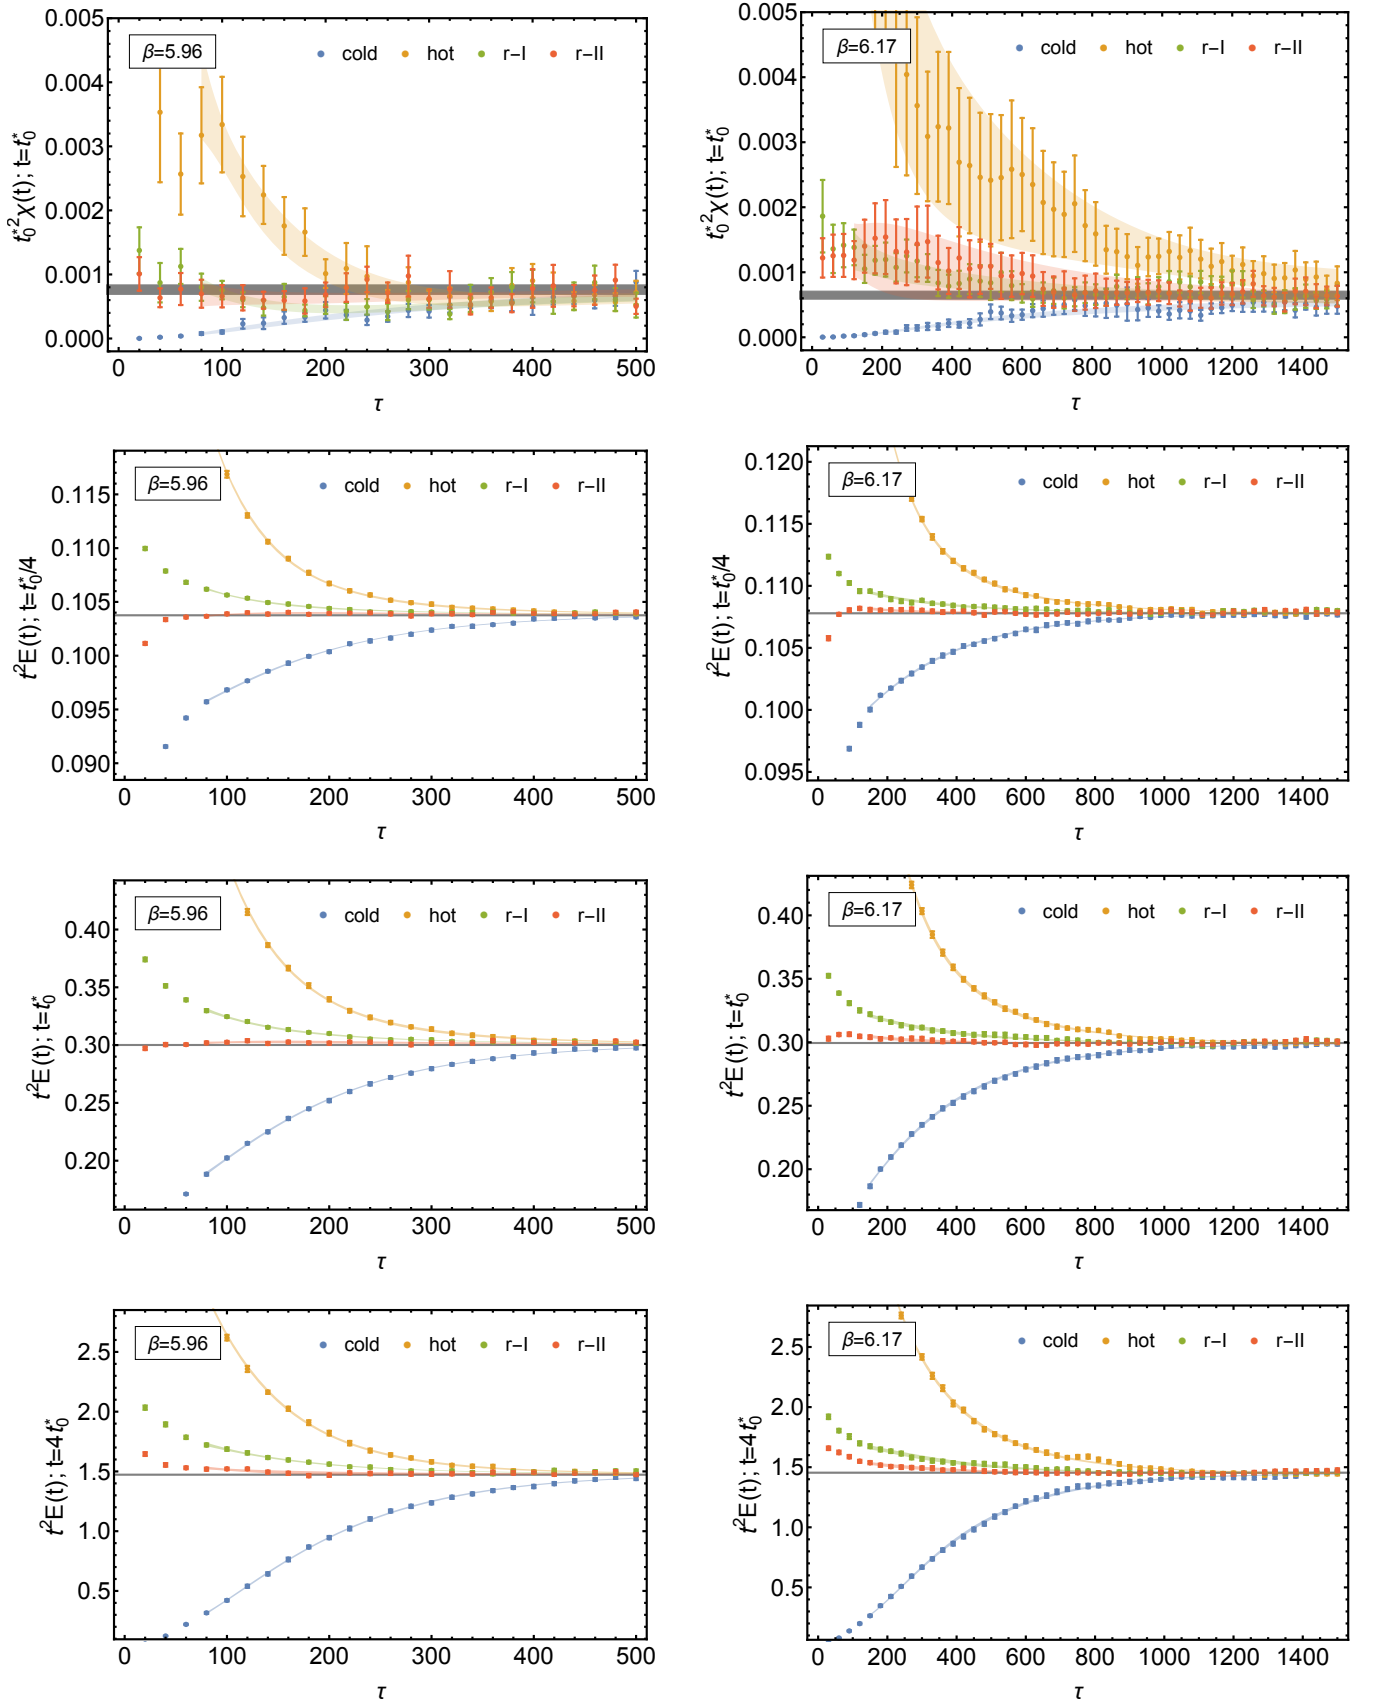 β=5.96
cold hot r-I r-II
0.005
0.004
0.003
0.002
0.001
0.000
t₀*² χ(t); t=t₀*
0 100 200 300 400 500
τ
β=6.17
cold hot r-I r-II
0.005
0.004
0.003
0.002
0.001
0.000
t₀*² χ(t); t=t₀*
0 200 400 600 800 1000 1200 1400
τ
β=5.96
cold hot r-I r-II
0.115
0.110
0.105
0.100
0.095
0.090
t²E(t); t=t₀*/4
0 100 200 300 400 500
τ
β=6.17
cold hot r-I r-II
0.120
0.115
0.110
0.105
0.100
0.095
t²E(t); t=t₀*/4
0 200 400 600 800 1000 1200 1400
τ
β=5.96
cold hot r-I r-II
0.40
0.35
0.30
0.25
0.20
t²E(t); t=t₀*
0 100 200 300 400 500
τ
β=6.17
cold hot r-I r-II
0.40
0.35
0.30
0.25
0.20
t²E(t); t=t₀*
0 200 400 600 800 1000 1200 1400
τ
β=5.96
cold hot r-I r-II
2.5
2.0
1.5
1.0
0.5
t²E(t); t=4t₀*
0 100 200 300 400 500
τ
β=6.17
cold hot r-I r-II
2.5
2.0
1.5
1.0
0.5
t²E(t); t=4t₀*
0 200 400 600 800 1000 1200 1400
τ